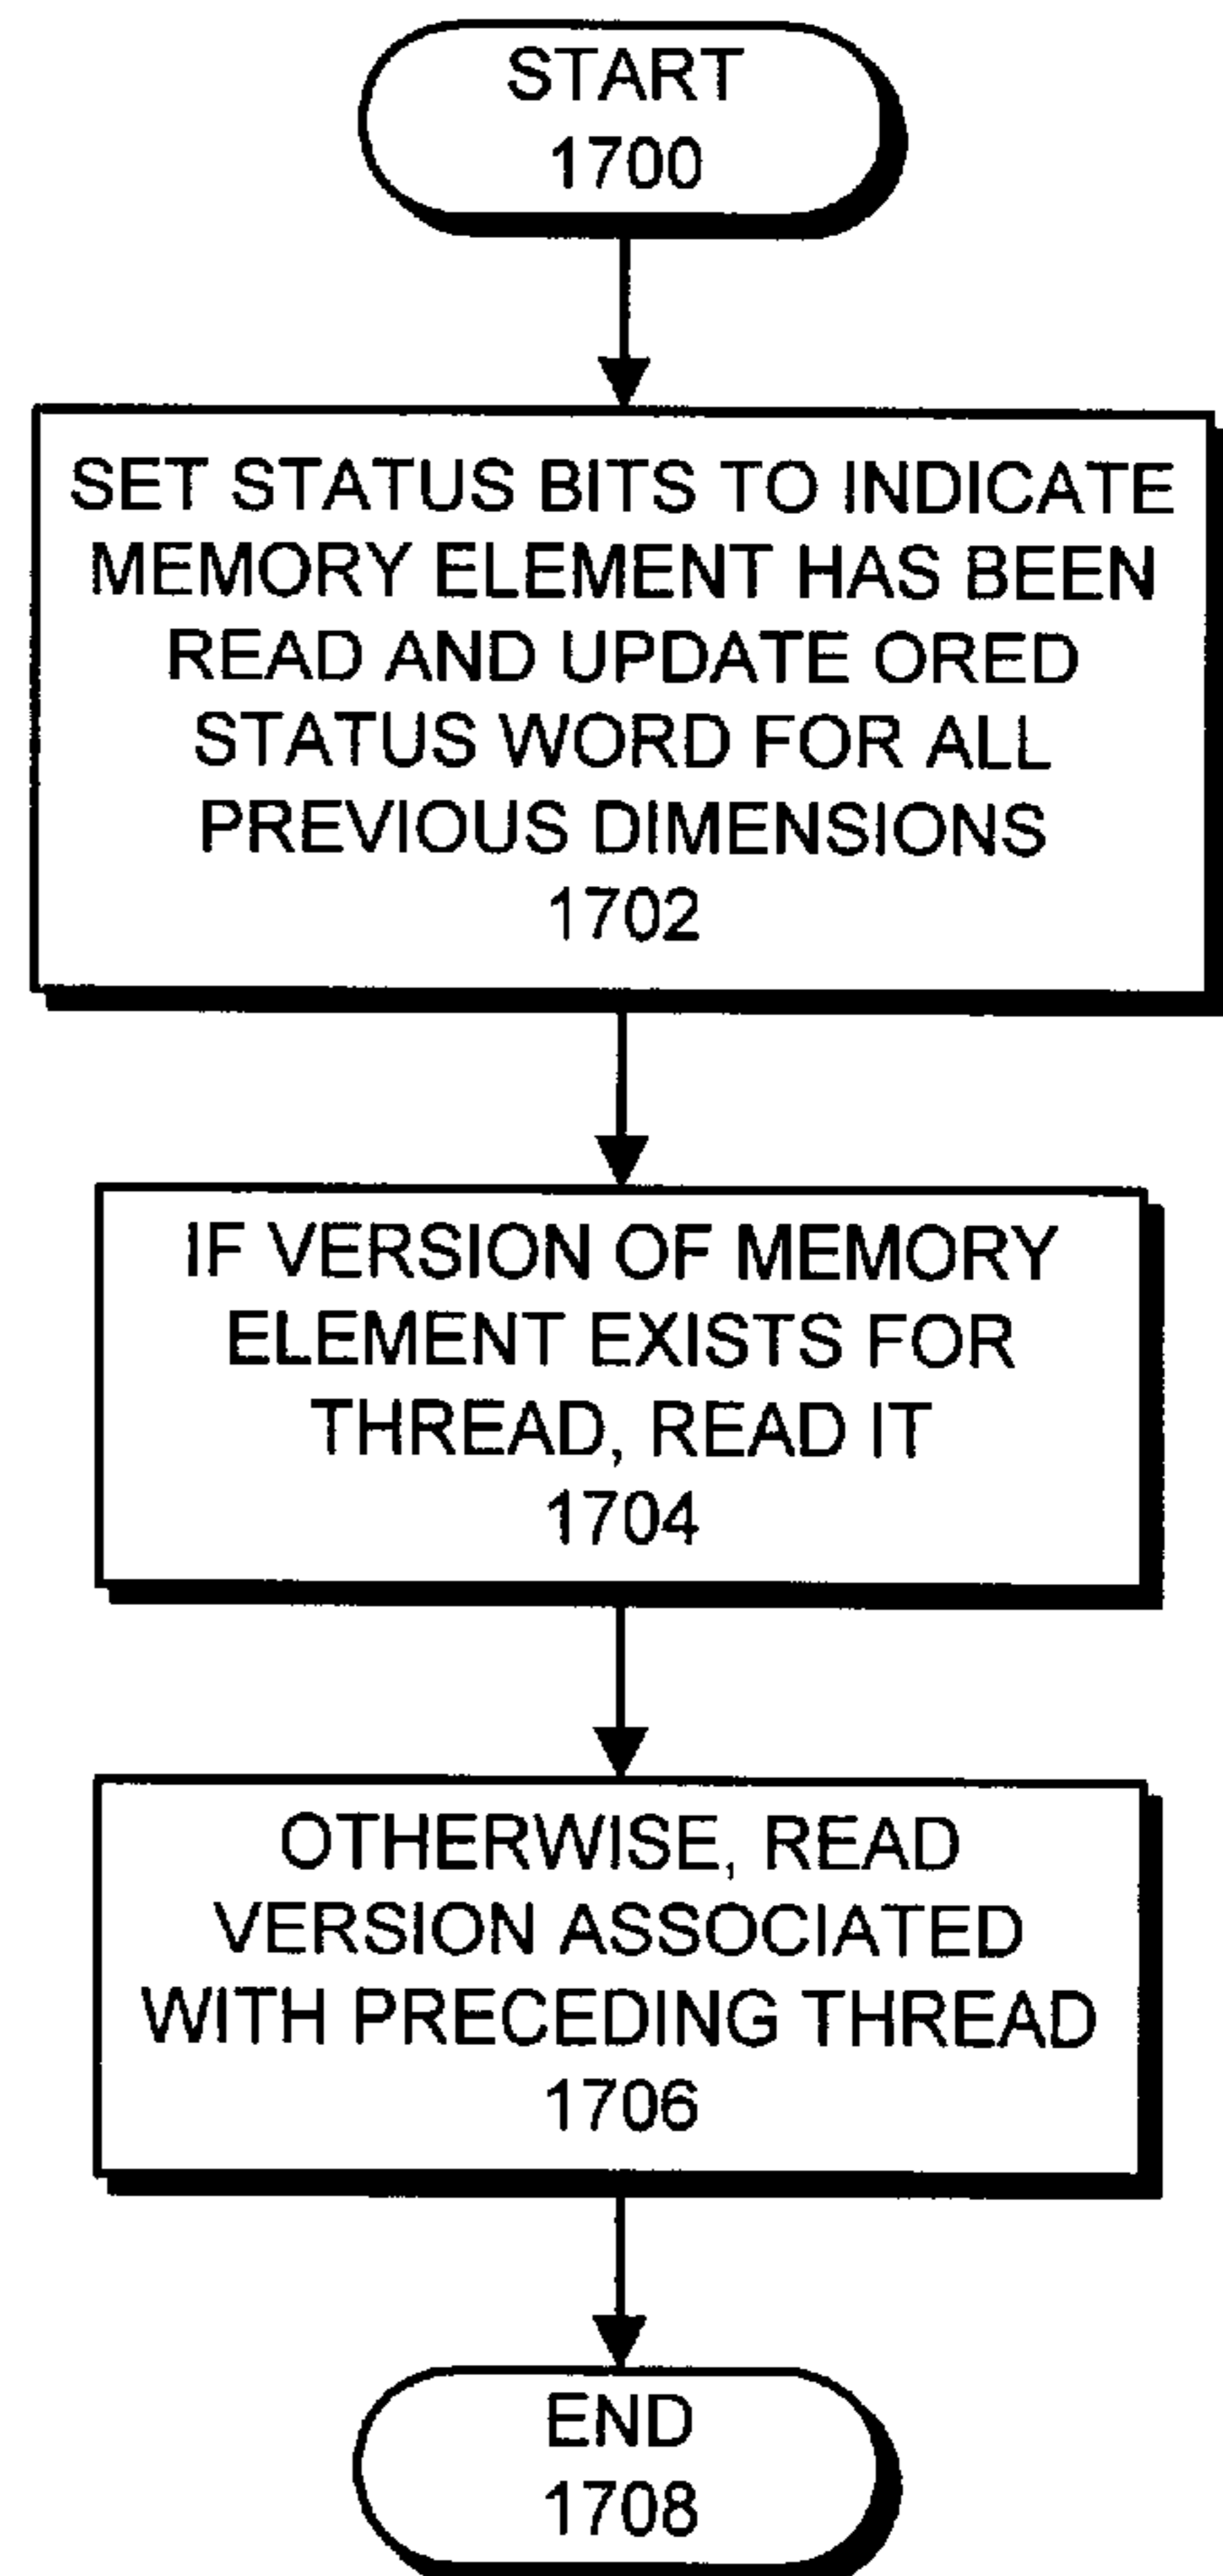 START
1700
SET STATUS BITS TO INDICATE
MEMORY ELEMENT HAS BEEN
READ AND UPDATE ORED
STATUS WORD FOR ALL
PREVIOUS DIMENSIONS
1702
IF VERSION OF MEMORY
ELEMENT EXISTS FOR
THREAD, READ IT
1704
OTHERWISE, READ
VERSION ASSOCIATED
WITH PRECEDING THREAD
1706
END
1708